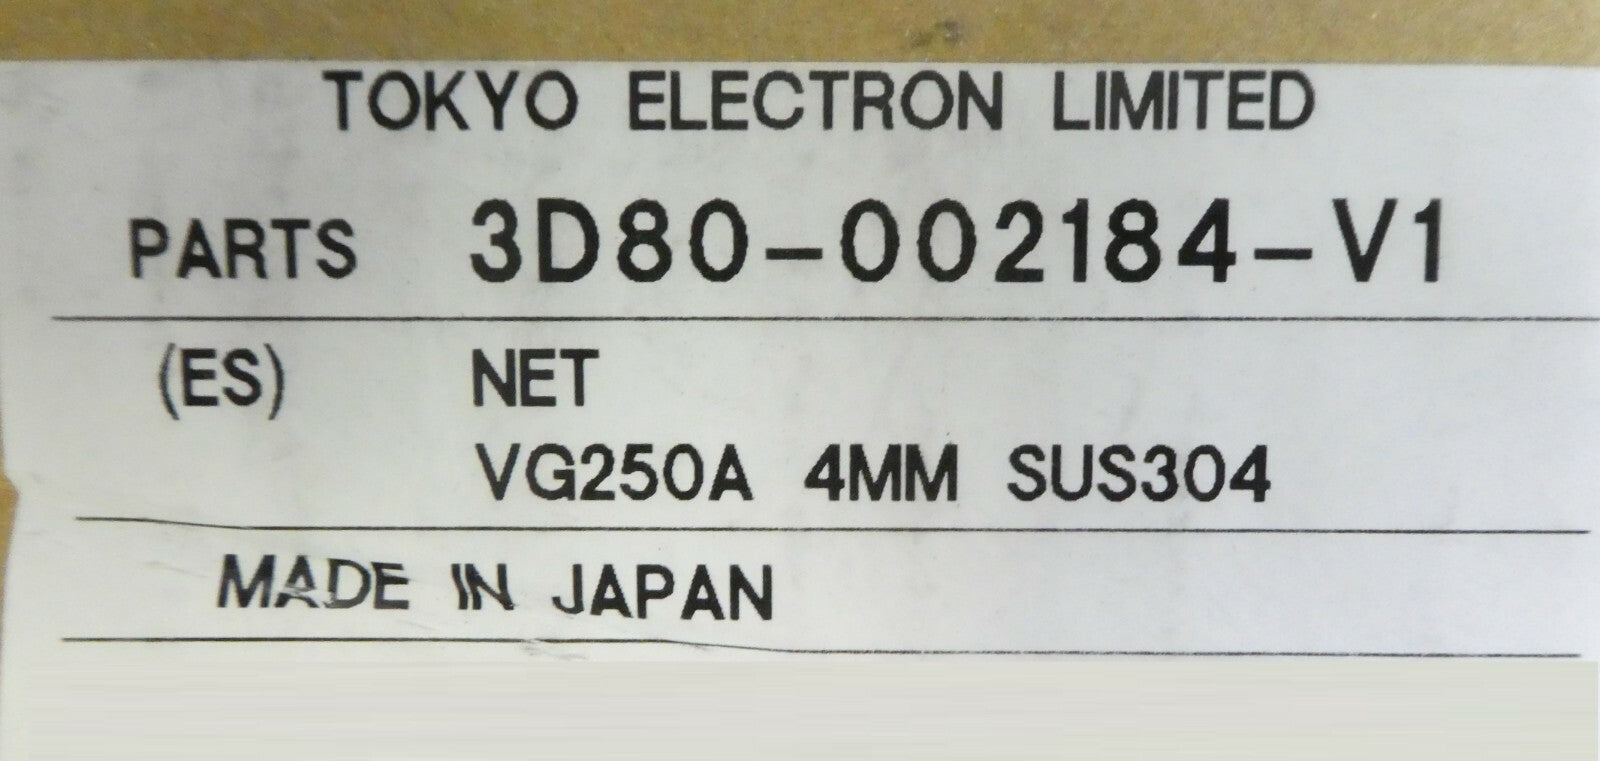 TOKYO ELECTRON LIMITED
PARTS 3D80-002184-V1
(ES) NET
VG250A 4MM SUS304
MADE IN JAPAN